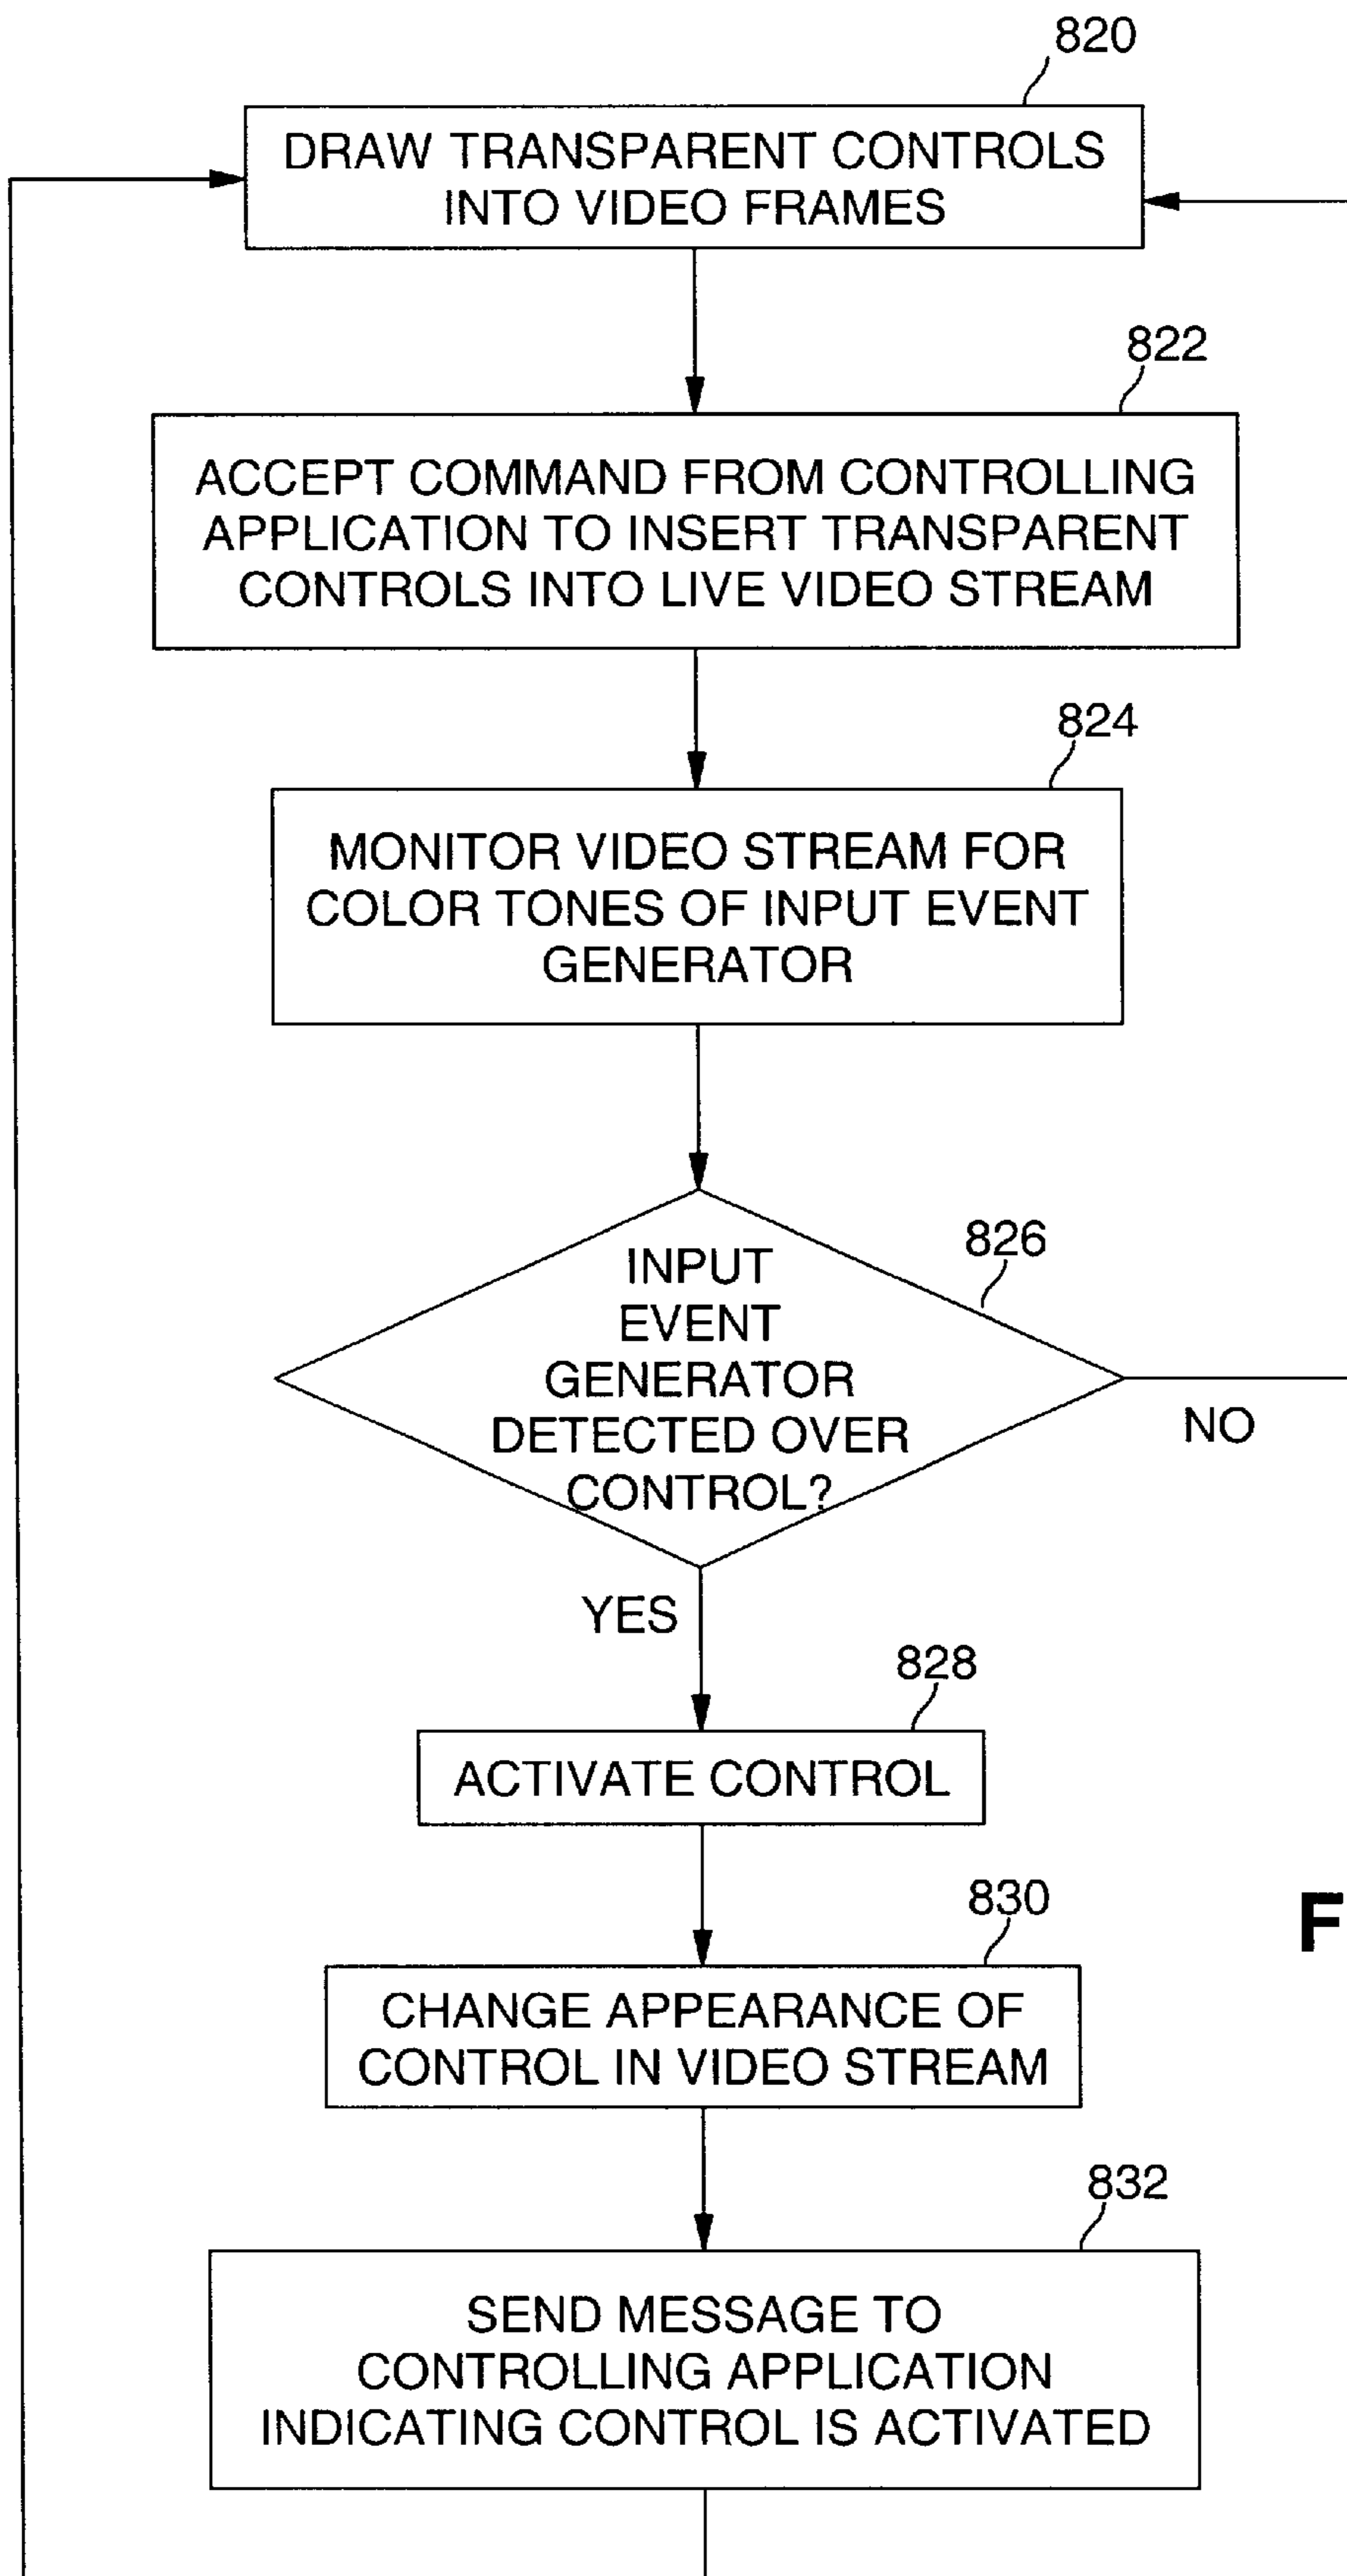 820
DRAW TRANSPARENT CONTROLS
INTO VIDEO FRAMES
822
ACCEPT COMMAND FROM CONTROLLING
APPLICATION TO INSERT TRANSPARENT
CONTROLS INTO LIVE VIDEO STREAM
824
MONITOR VIDEO STREAM FOR
COLOR TONES OF INPUT EVENT
GENERATOR
826
INPUT
EVENT
GENERATOR
DETECTED OVER
CONTROL?
NO
YES
828
ACTIVATE CONTROL
830
F
CHANGE APPEARANCE OF
CONTROL IN VIDEO STREAM
832
SEND MESSAGE TO
CONTROLLING APPLICATION
INDICATING CONTROL IS ACTIVATED